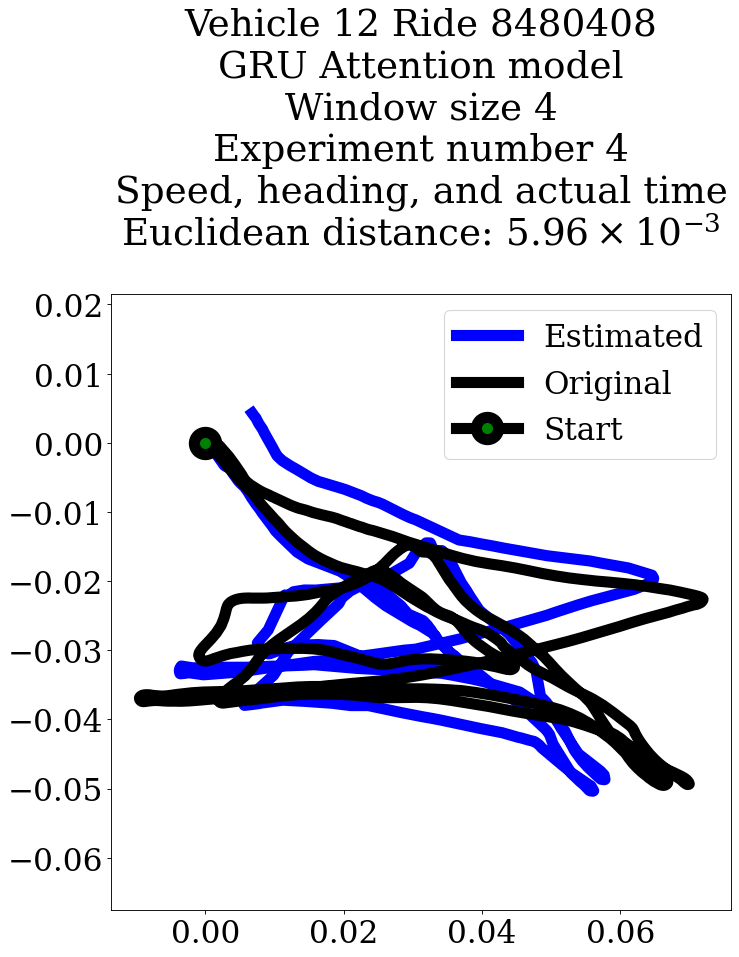 Vehicle 12 Ride 8480408
GRU Attention model
Window size 4
Experiment number 4
Speed, heading, and actual time
Euclidean distance: 5.96 × 10⁻³
Estimated
Original
Start
0.02
0.01
0.00
−0.01
−0.02
−0.03
−0.04
−0.05
−0.06
0.00 0.02 0.04 0.06